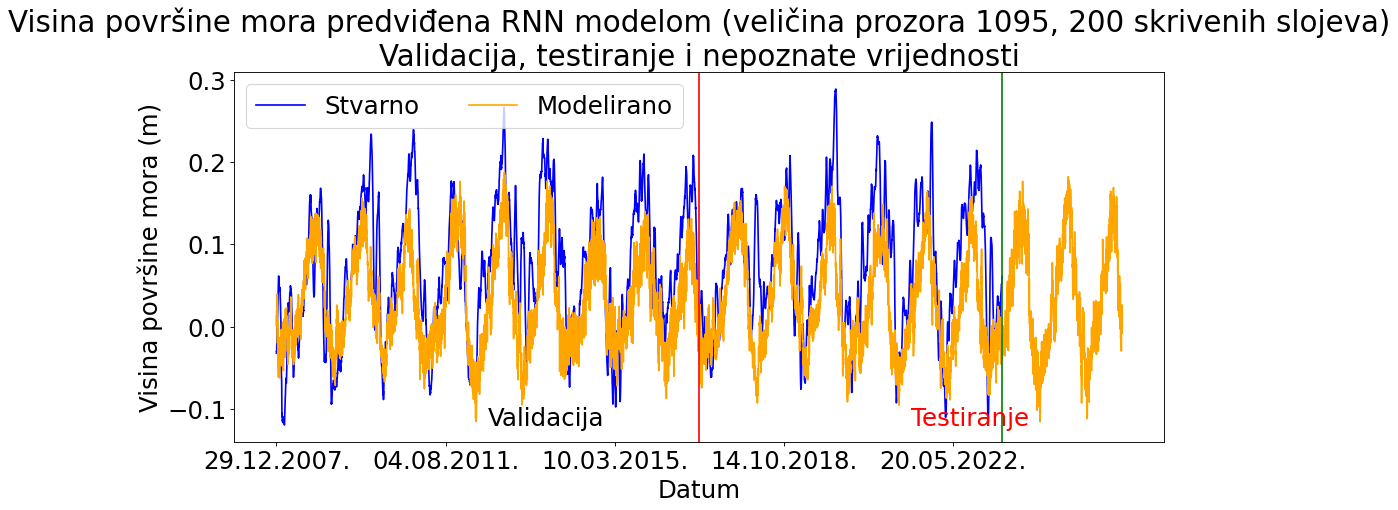 Visina površine mora predviđena RNN modelom (veličina prozora 1095, 200 skrivenih slojeva)
Validacija, testiranje i nepoznate vrijednosti
Visina površine mora (m)
0.3
0.2
0.1
0.0
−0.1
Stvarno Modelirano
Validacija Testiranje
29.12.2007. 04.08.2011. 10.03.2015. 14.10.2018. 20.05.2022.
Datum